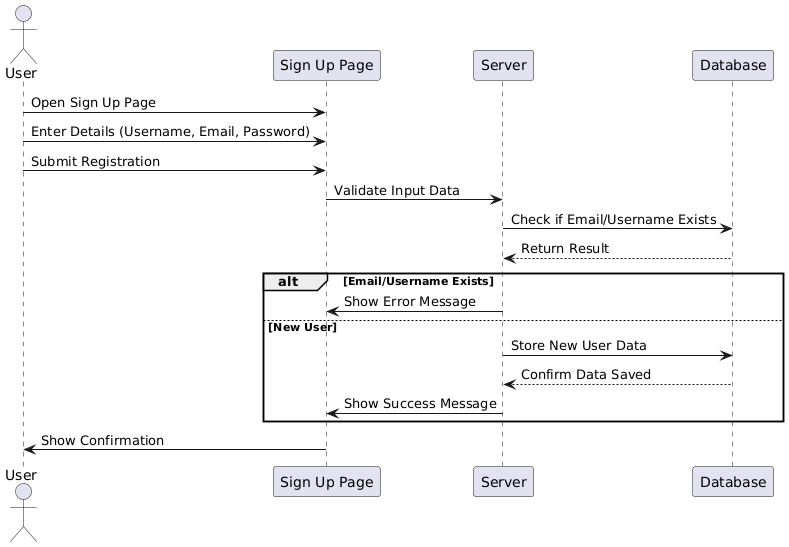 User
Sign Up Page
Server
Database
Open Sign Up Page
Enter Details (Username, Email, Password)
Submit Registration
Validate Input Data
Check if Email/Username Exists
Return Result
alt
[Email/Username Exists]
Show Error Message
[New User]
Store New User Data
Confirm Data Saved
Show Success Message
Show Confirmation
User
Sign Up Page
Server
Database